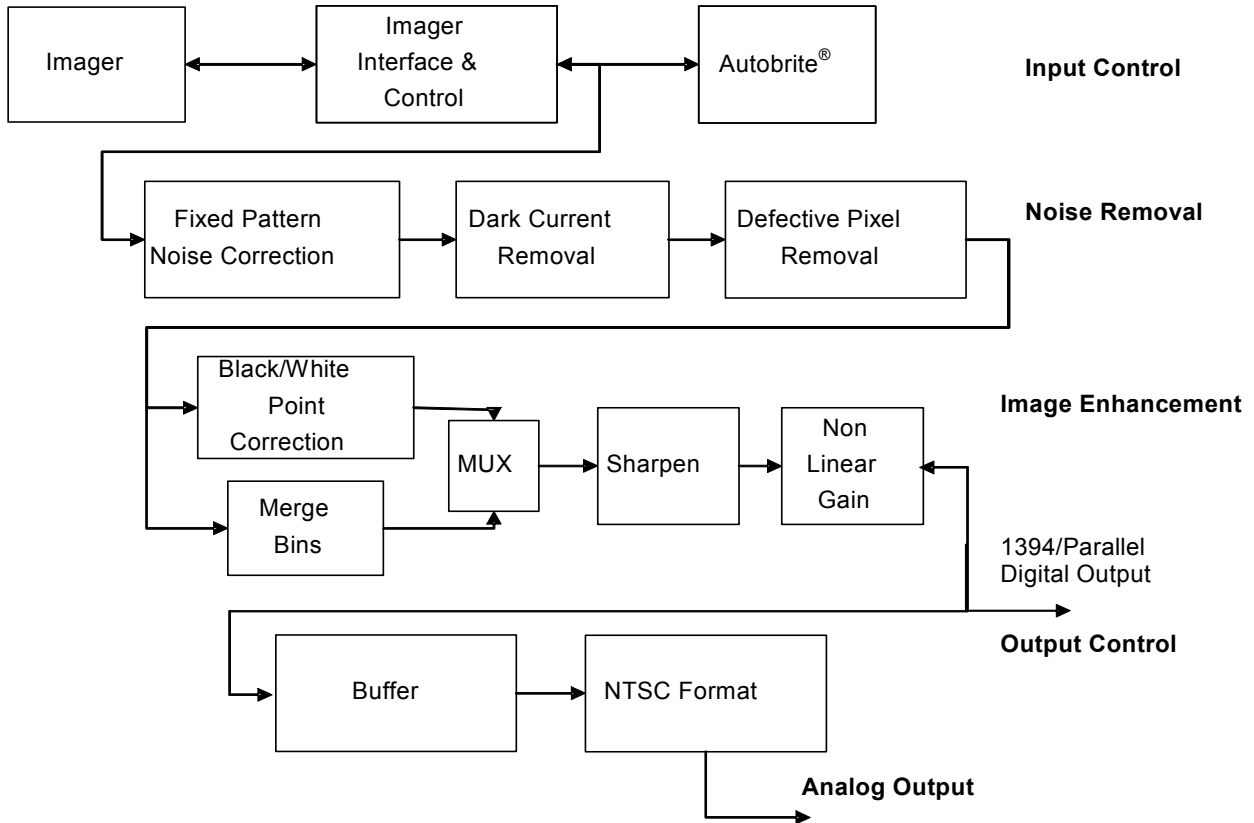 Imager
Imager
Interface &
Control
Autobrite®
Input Control
Fixed Pattern
Noise Correction
Dark Current
Removal
Defective Pixel
Removal
Noise Removal
Black/White
Point
Correction
Merge
Bins
MUX
Sharpen
Non
Linear
Gain
Image Enhancement
1394/Parallel
Digital Output
Output Control
Buffer
NTSC Format
Analog Output